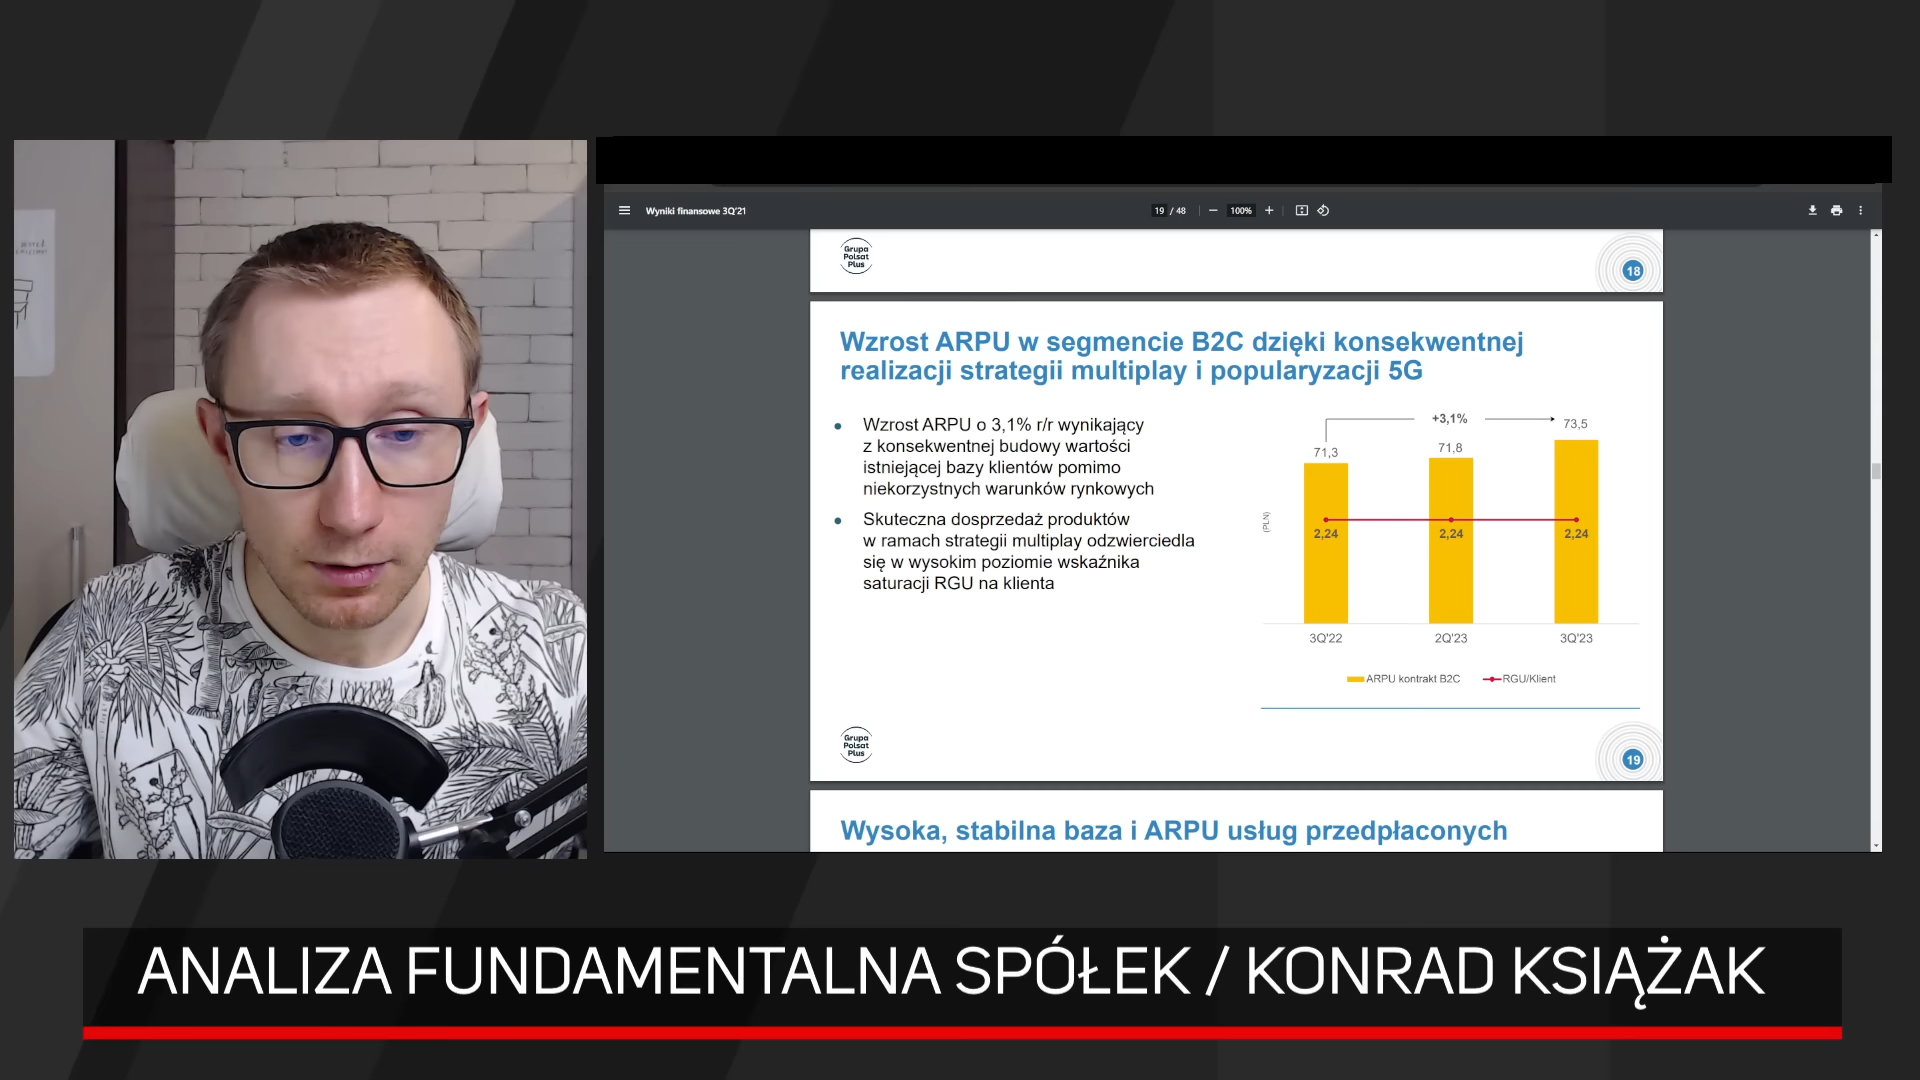 Wyniki finansowe 3Q'21
19 / 48
100%
Grupa
Polsat
Plus
18
Wzrost ARPU w segmencie B2C dzięki konsekwentnej
realizacji strategii multiplay i popularyzacji 5G
Wzrost ARPU o 3,1% r/r wynikający
z konsekwentnej budowy wartości
istniejącej bazy klientów pomimo
niekorzystnych warunków rynkowych
Skuteczna dosprzedaż produktów
w ramach strategii multiplay odzwierciedla
się w wysokim poziomie wskaźnika
saturacji RGU na klienta
+3,1%
71,3
71,8
73,5
(PLN)
2,24
2,24
2,24
3Q'22
2Q'23
3Q'23
ARPU kontrakt B2C
RGU/Klient
Grupa
Polsat
Plus
19
Wysoka, stabilna baza i ARPU usług przedpłaconych
ANALIZA FUNDAMENTALNA SPÓŁEK / KONRAD KSIĄŻAK